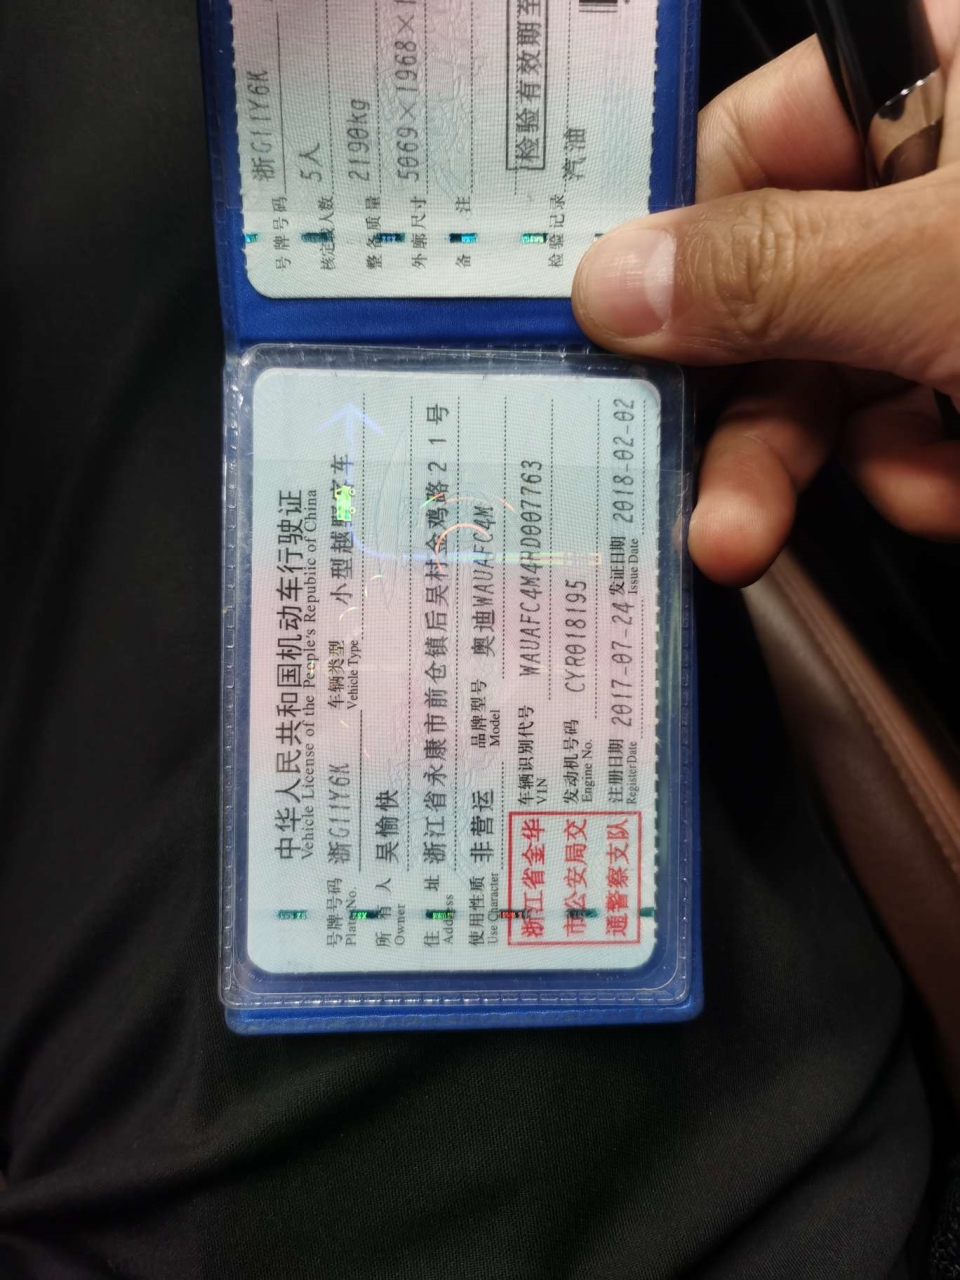 中华人民共和国机动车行驶证
Vehicle License of the People's Republic of China
号牌号码 浙G11Y6K 车辆类型 小型越野客车
Plate No. Vehicle Type
所有人 吴愉快
Owner
住址 浙江省永康市前仓镇后吴村金鸡路21号
Address
使用性质 非营运 品牌型号 奥迪WAUAFC4M
Use Character Model
浙江省金华
市公安局交
通警察支队
车辆识别代号 WAUAFC4M4RD007763
VIN
发动机号码 CYR018195
Engine No.
注册日期 2017-07-24 发证日期 2018-02-02
Register Date Issue Date
号牌号码 浙G11Y6K
核定载人数 5人
整备质量 2190kg
外廓尺寸 5069×1968×1
备注
检验有效期至
检验记录 汽油